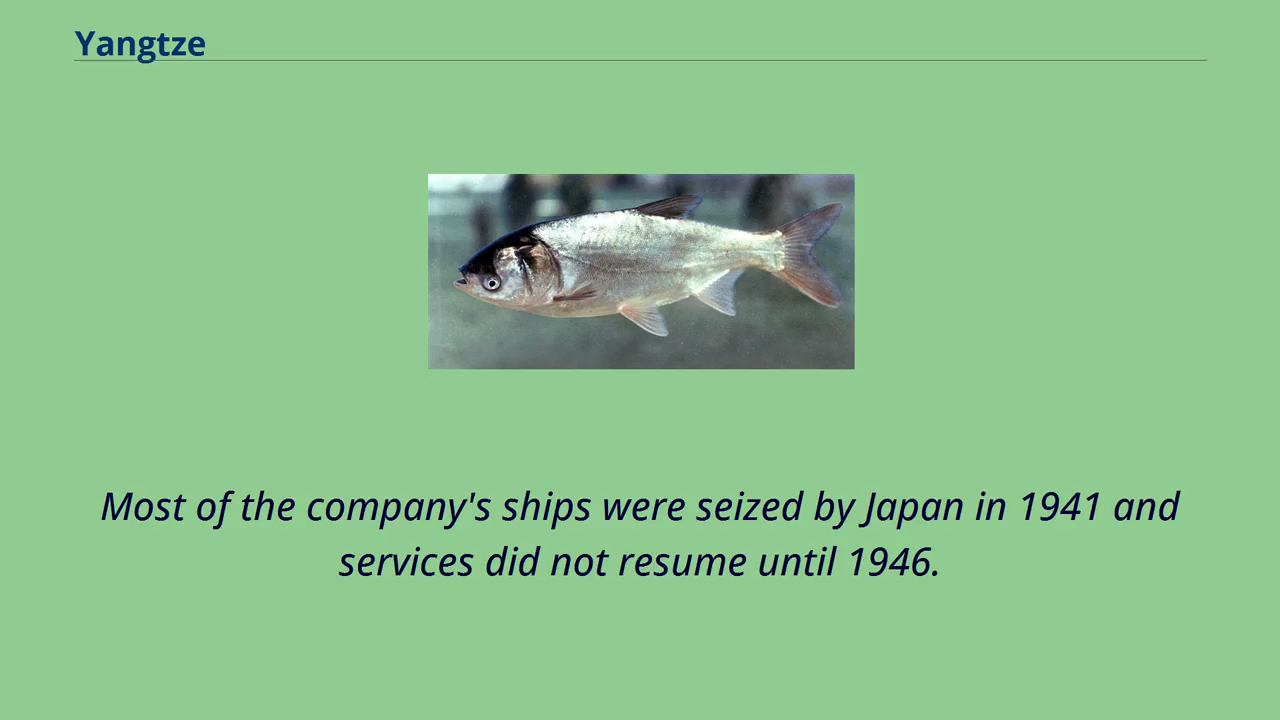 Yangtze
Most of the company's ships were seized by Japan in 1941 and
services did not resume until 1946.